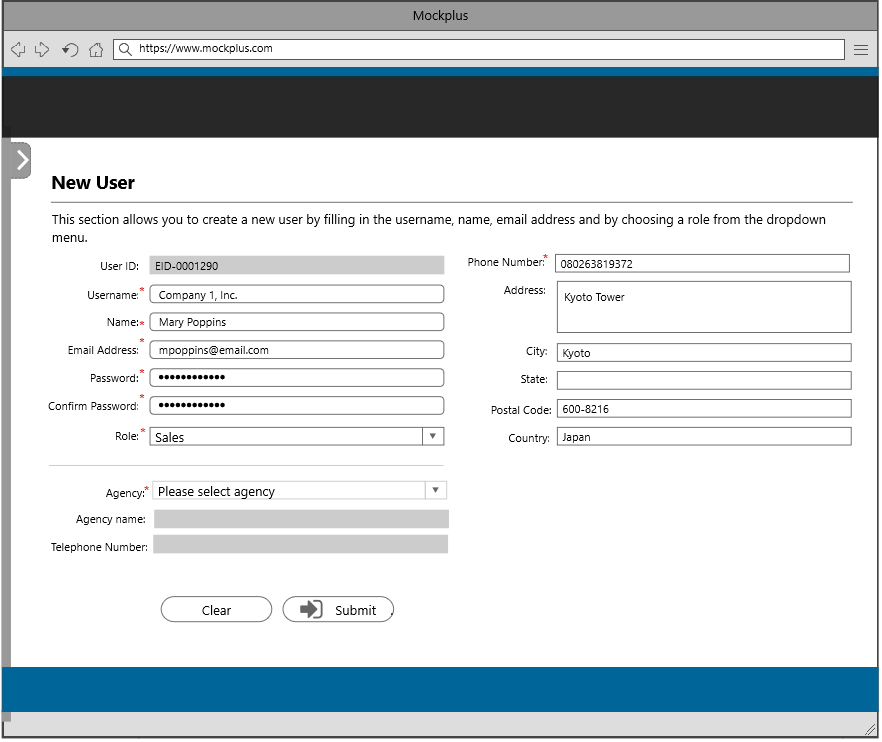 Mockplus
https://www.mockplus.com
New User
This section allows you to create a new user by filling in the username, name, email address and by choosing a role from the dropdown
menu.
User ID: EID-0001290
Username:* Company 1, Inc.
Name:* Mary Poppins
Email Address:* mpoppins@email.com
Password:* ••••••••••••
Confirm Password:* ••••••••••••
Role:* Sales
Agency:* Please select agency
Agency name:
Telephone Number:
Phone Number:* 080263819372
Address: Kyoto Tower
City: Kyoto
State:
Postal Code: 600-8216
Country: Japan
Clear
Submit